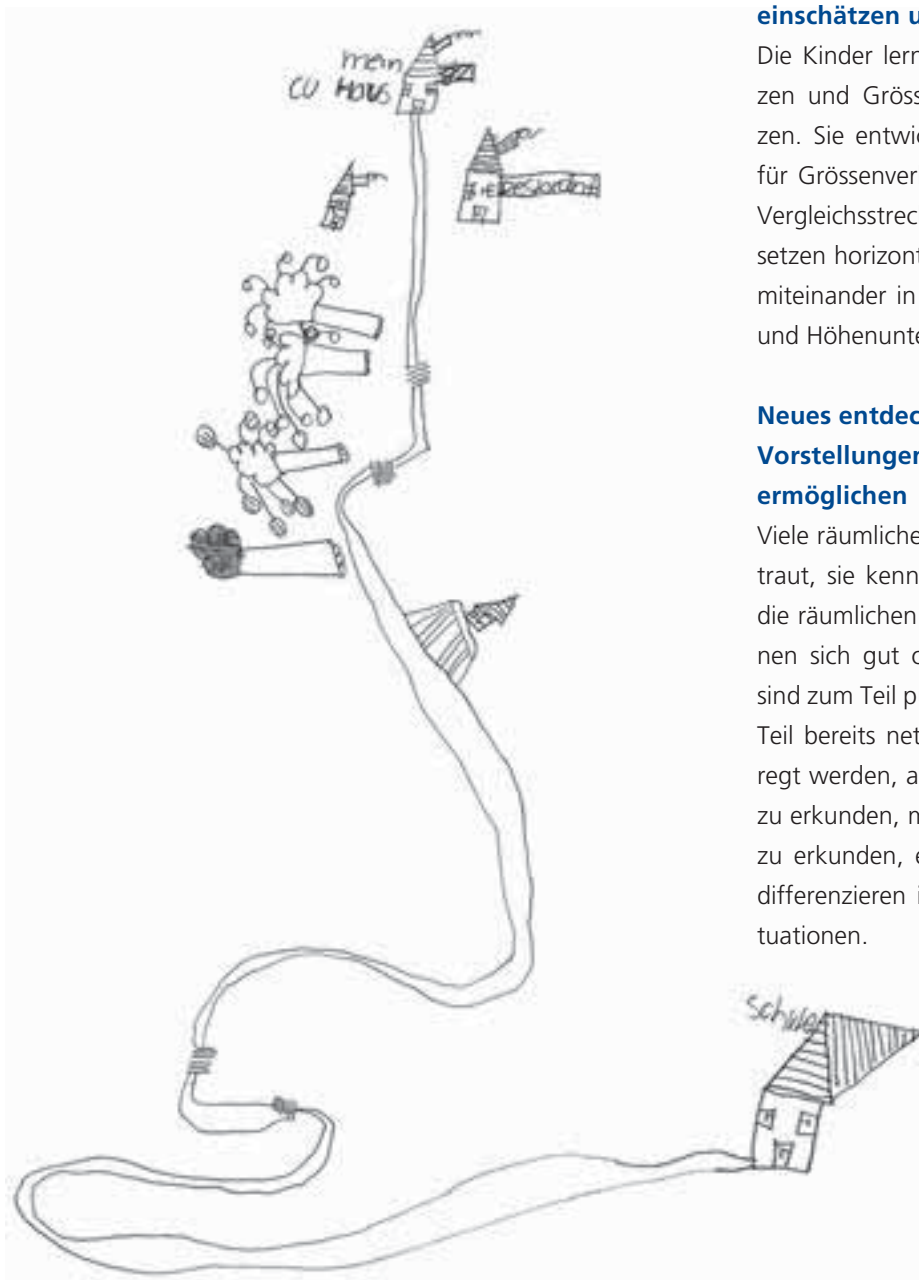 mein
CU HOUS
restorant
Schule
einschätzen u
Die Kinder lern
zen und Gröss
zen. Sie entwic
für Grössenver
Vergleichsstrec
setzen horizont
miteinander in
und Höhenunte
Neues entdec
Vorstellunger
ermöglichen
Viele räumliche
traut, sie kenn
die räumlichen
nen sich gut o
sind zum Teil p
Teil bereits net
regt werden, a
zu erkunden, m
zu erkunden, e
differenzieren i
tuationen.